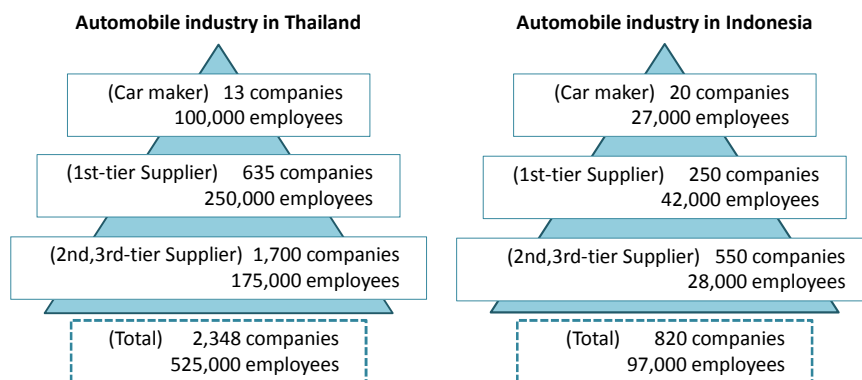 Automobile industry in Thailand
(Car maker) 13 companies
100,000 employees
(1st-tier Supplier) 635 companies
250,000 employees
(2nd,3rd-tier Supplier) 1,700 companies
175,000 employees
(Total) 2,348 companies
525,000 employees
Automobile industry in Indonesia
(Car maker) 20 companies
27,000 employees
(1st-tier Supplier) 250 companies
42,000 employees
(2nd,3rd-tier Supplier) 550 companies
28,000 employees
(Total) 820 companies
97,000 employees